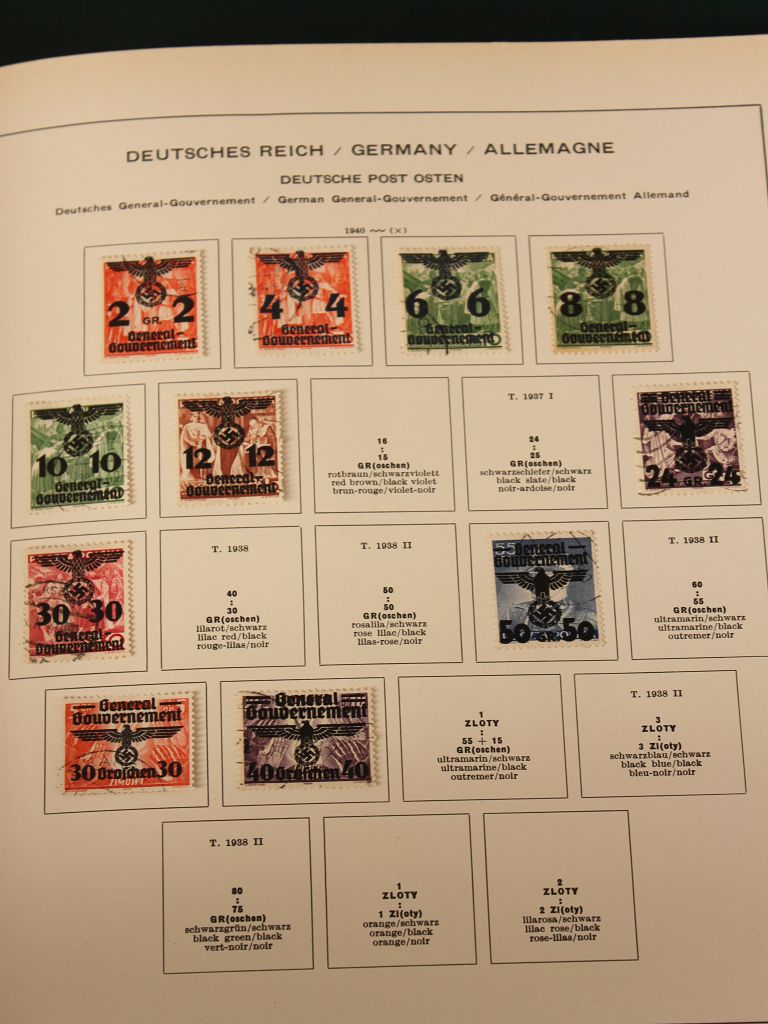 DEUTSCHES REICH / GERMANY / ALLEMAGNE
DEUTSCHE POST OSTEN
Deutsches General-Gouvernement / German General-Gouvernement / Général-Gouvernement Allemand
1940 ~~ (×)
2 2
GR.
General-
Gouvernement
4 4
General-
Gouvernement
6 6
General-
Gouvernement
8 8
General-
Gouvernement
10 10
General-
Gouvernement
12 12
General-
Gouvernement
16
:
15
GR(oschen)
rotbraun/schwarzviolett
red brown/black violet
brun-rouge/violet-noir
T. 1937 I
24
:
25
GR(oschen)
schwarzschiefer/schwarz
black slate/black
noir-ardoise/noir
General-
Gouvernement
24 GR. 24
30 30
General-
Gouvernement
T. 1938
40
:
30
GR(oschen)
lilarot/schwarz
lilac red/black
rouge-lilas/noir
T. 1938 II
50
:
50
GR(oschen)
rosalila/schwarz
rose lilac/black
lilas-rose/noir
55 General-
Gouvernement
50 GR. 50
T. 1938 II
60
:
55
GR(oschen)
ultramarin/schwarz
ultramarine/black
outremer/noir
General
Gouvernement
30 Groschen 30
ZIMOWA
General
Gouvernement
40 Groschen 40
1
ZLOTY
:
55 + 15
GR(oschen)
ultramarin/schwarz
ultramarine/black
outremer/noir
T. 1938 II
3
ZLOTY
:
3 Zl(oty)
schwarzblau/schwarz
black blue/black
bleu-noir/noir
T. 1938 II
80
:
75
GR(oschen)
schwarzgrün/schwarz
black green/black
vert-noir/noir
1
ZLOTY
:
1 Zl(oty)
orange/schwarz
orange/black
orange/noir
2
ZLOTY
:
2 Zl(oty)
lilarosa/schwarz
lilac rose/black
rose-lilas/noir